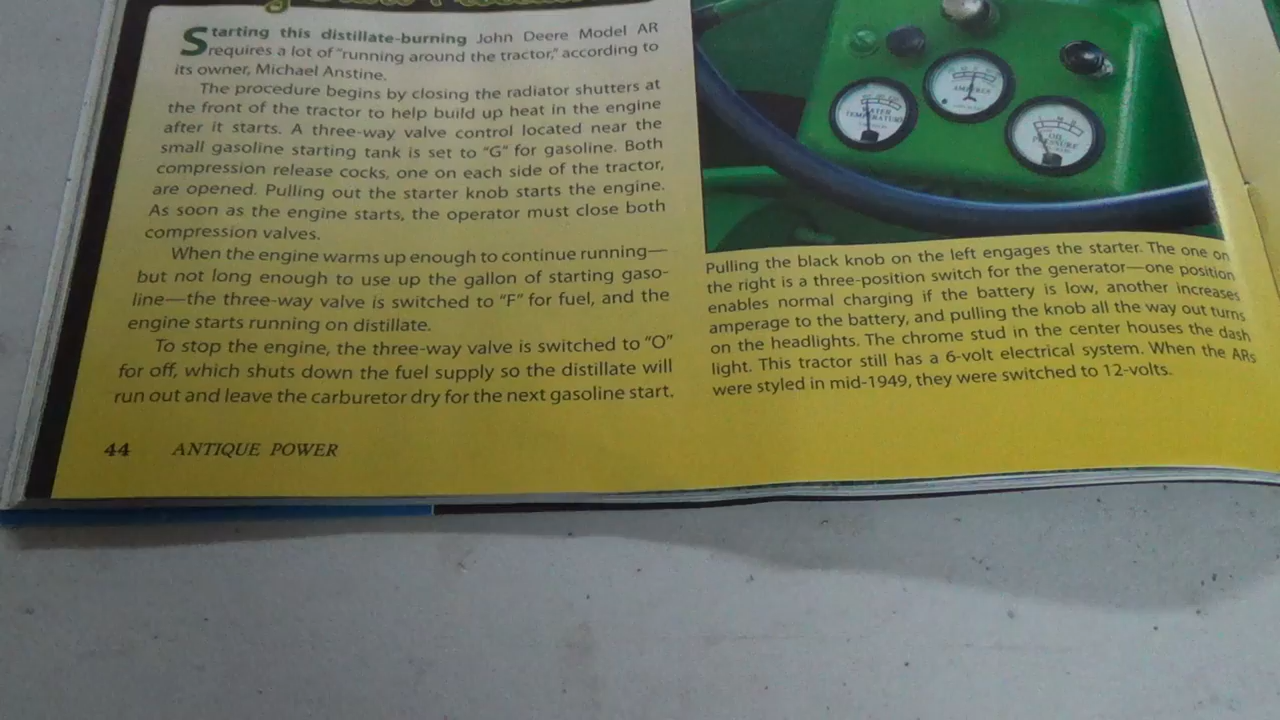 Starting this distillate-burning John Deere Model AR
requires a lot of "running around the tractor," according to
its owner, Michael Anstine.
The procedure begins by closing the radiator shutters at
the front of the tractor to help build up heat in the engine
after it starts. A three-way valve control located near the
small gasoline starting tank is set to "G" for gasoline. Both
compression release cocks, one on each side of the tractor,
are opened. Pulling out the starter knob starts the engine.
As soon as the engine starts, the operator must close both
compression valves.
When the engine warms up enough to continue running—
but not long enough to use up the gallon of starting gaso-
line—the three-way valve is switched to "F" for fuel, and the
engine starts running on distillate.
To stop the engine, the three-way valve is switched to "O"
for off, which shuts down the fuel supply so the distillate will
run out and leave the carburetor dry for the next gasoline start.
WATER
TEMPERATURE
AMPERES
OIL
PRESSURE
Pulling the black knob on the left engages the starter. The one on
the right is a three-position switch for the generator—one position
enables normal charging if the battery is low, another increases
amperage to the battery, and pulling the knob all the way out turns
on the headlights. The chrome stud in the center houses the dash
light. This tractor still has a 6-volt electrical system. When the ARs
were styled in mid-1949, they were switched to 12-volts.
44 ANTIQUE POWER